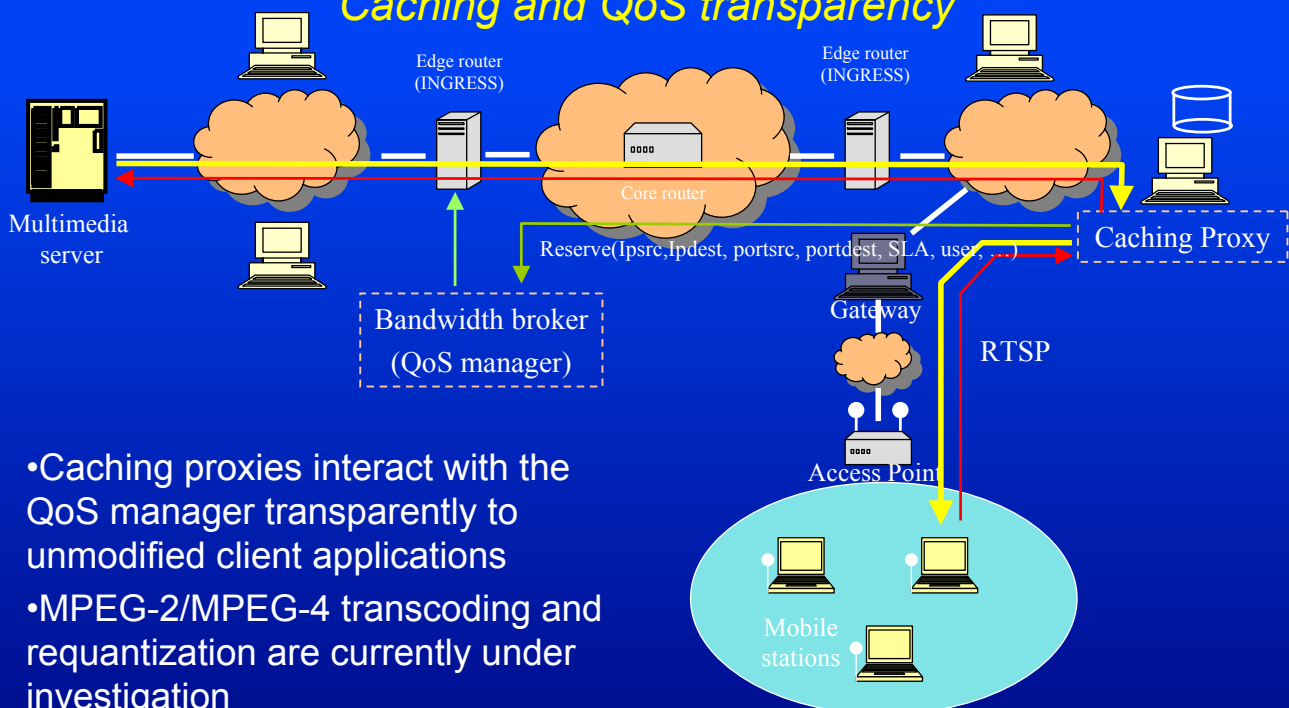 Caching and QoS transparency
Edge router
(INGRESS)
Edge router
(INGRESS)
Multimedia
server
Core router
Reserve(Ipsrc,Ipdest, portsrc, portdest, SLA, user, …)
Caching Proxy
Bandwidth broker
(QoS manager)
Gateway
RTSP
Access Point
Mobile
stations
•Caching proxies interact with the
QoS manager transparently to
unmodified client applications
•MPEG-2/MPEG-4 transcoding and
requantization are currently under
investigation